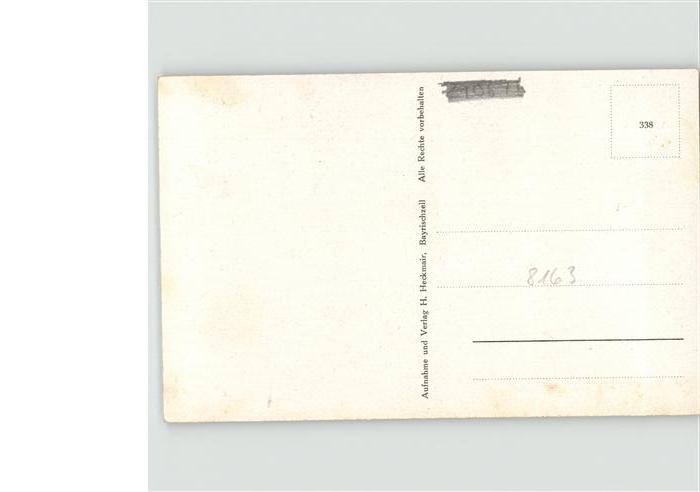 338
Aufnahme und Verlag H. Heckmair, Bayrischzell Alle Rechte vorbehalten
8163